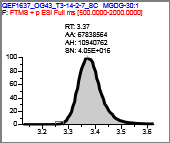 QEF1637_OG43_T3-14-2-7_SC MGDG-30:1
F: FTMS + p ESI Full ms [500.0000-2000.0000]
RT: 3.37
AA: 67838564
AH: 10940762
SN: 4.05E+016
100
80
60
40
20
0
3.2 3.3 3.4 3.5 3.6